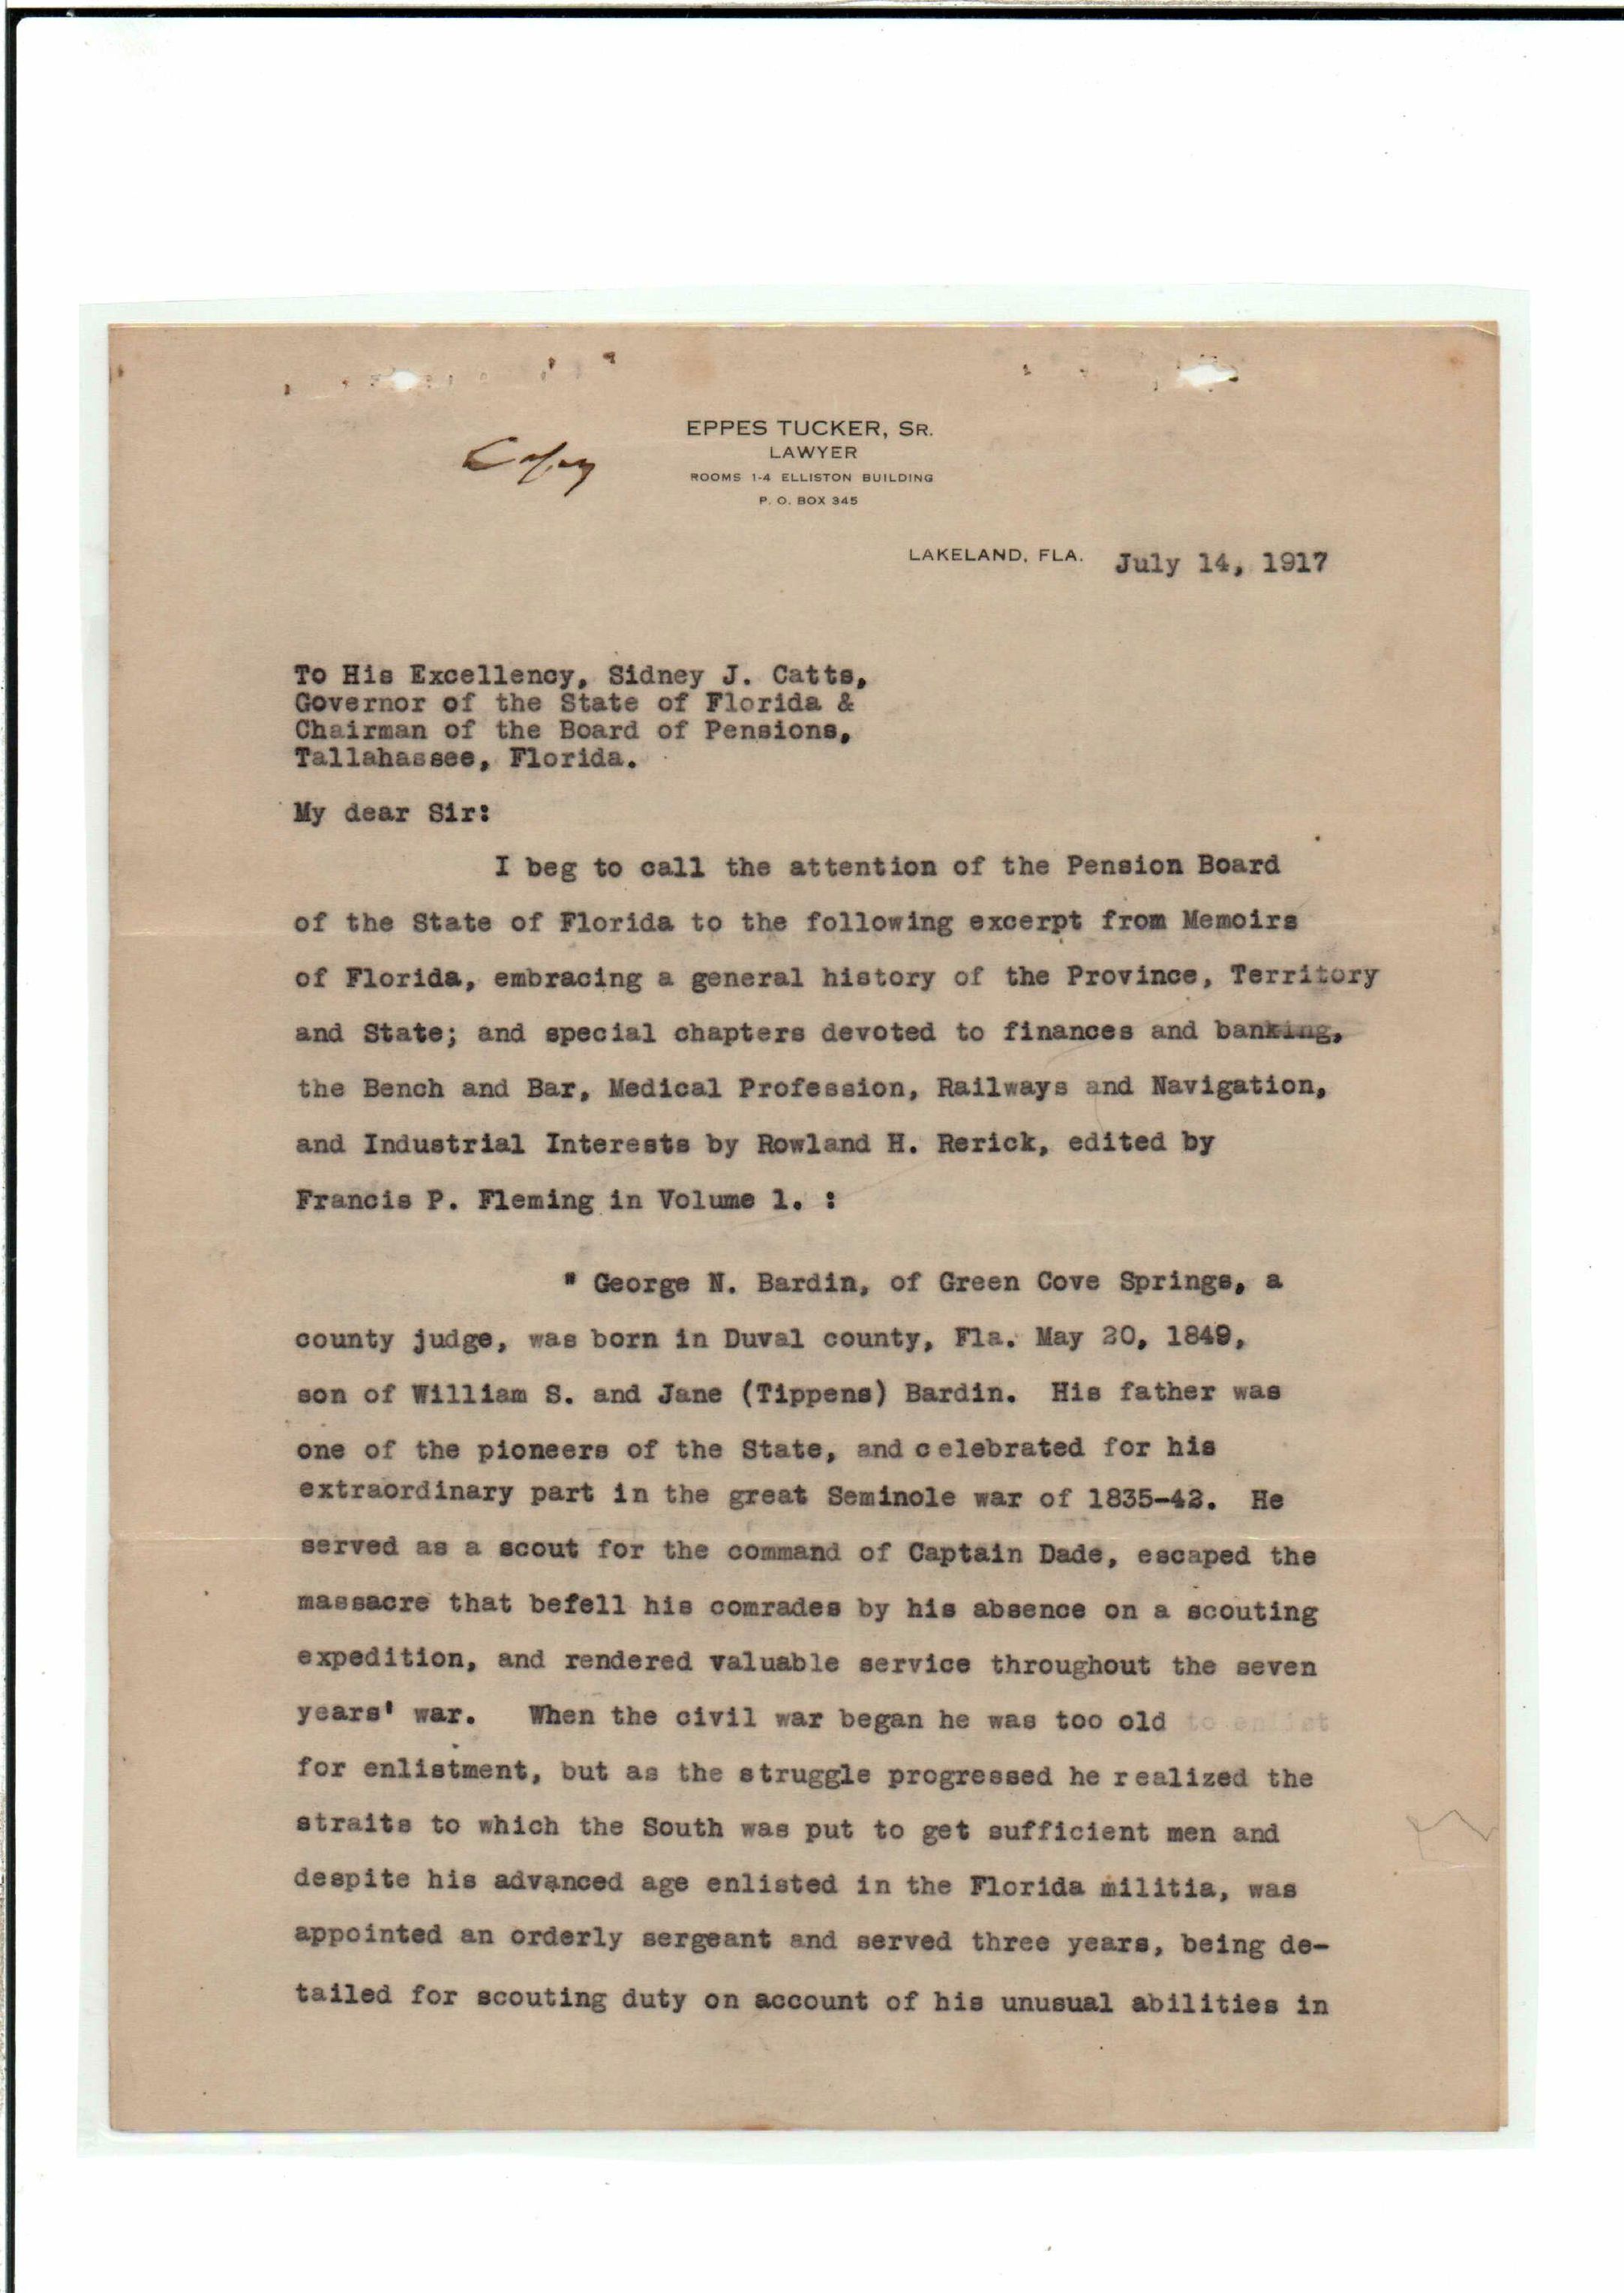 Copy
EPPES TUCKER, SR.
LAWYER
ROOMS 1-4 ELLISTON BUILDING
P. O. BOX 345
LAKELAND, FLA. July 14, 1917
To His Excellency, Sidney J. Catts,
Governor of the State of Florida &
Chairman of the Board of Pensions,
Tallahassee, Florida.
My dear Sir:
I beg to call the attention of the Pension Board
of the State of Florida to the following excerpt from Memoirs
of Florida, embracing a general history of the Province, Territory
and State; and special chapters devoted to finances and banking,
the Bench and Bar, Medical Profession, Railways and Navigation,
and Industrial Interests by Rowland H. Rerick, edited by
Francis P. Fleming in Volume 1. :
" George N. Bardin, of Green Cove Springs, a
county judge, was born in Duval county, Fla. May 20, 1849,
son of William S. and Jane (Tippens) Bardin. His father was
one of the pioneers of the State, and celebrated for his
extraordinary part in the great Seminole war of 1835-42. He
served as a scout for the command of Captain Dade, escaped the
massacre that befell his comrades by his absence on a scouting
expedition, and rendered valuable service throughout the seven
years' war. When the civil war began he was too old to enlist
for enlistment, but as the struggle progressed he realized the
straits to which the South was put to get sufficient men and
despite his advanced age enlisted in the Florida militia, was
appointed an orderly sergeant and served three years, being de-
tailed for scouting duty on account of his unusual abilities in